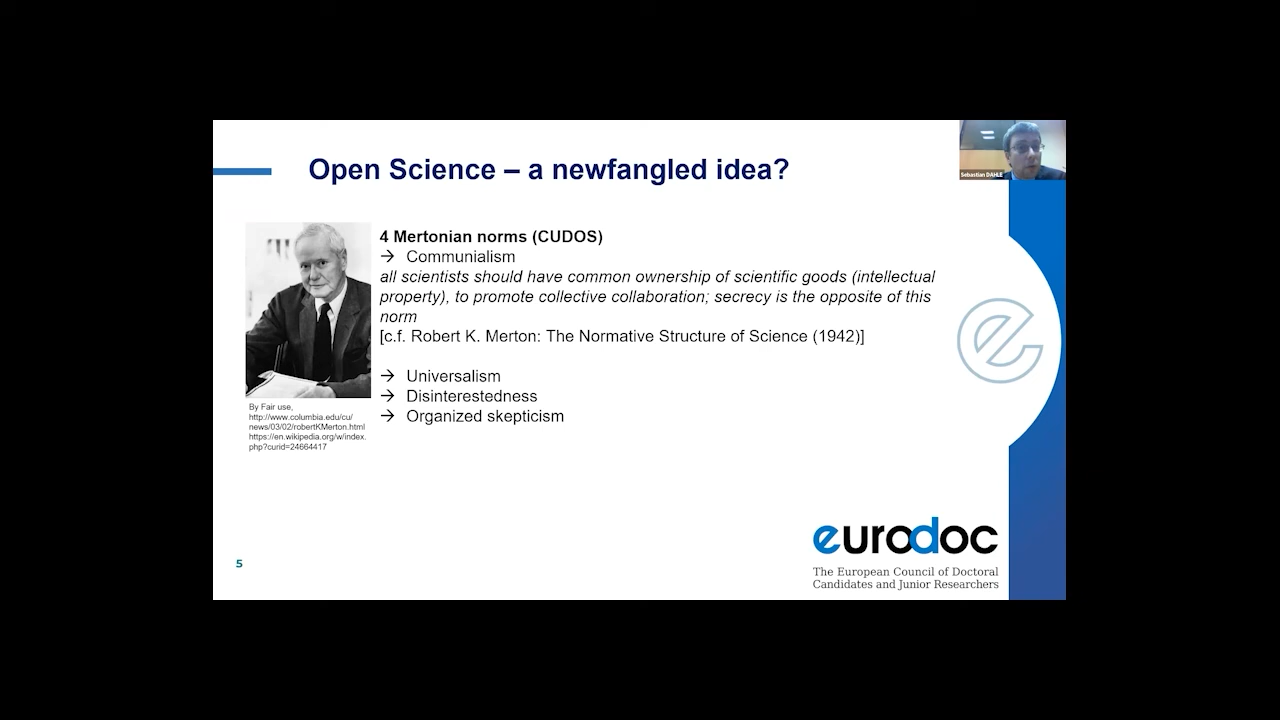 Open Science – a newfangled idea?
Sebastian DAHLE
4 Mertonian norms (CUDOS)
→ Communialism
all scientists should have common ownership of scientific goods (intellectual
property), to promote collective collaboration; secrecy is the opposite of this
norm
[c.f. Robert K. Merton: The Normative Structure of Science (1942)]
→ Universalism
→ Disinterestedness
→ Organized skepticism
By Fair use,
http://www.columbia.edu/cu/
news/03/02/robertKMerton.html
https://en.wikipedia.org/w/index.
php?curid=24664417
eurodoc
The European Council of Doctoral
Candidates and Junior Researchers
5